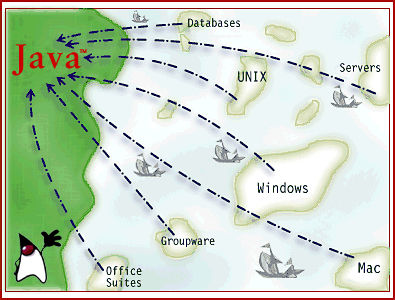 Databases
Java™
UNIX
Servers
Windows
Groupware
Mac
Office
Suites